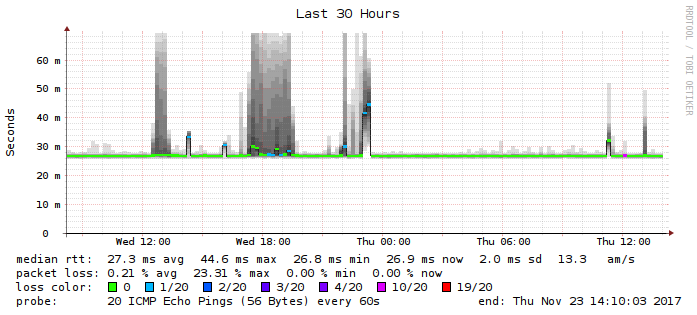 Last 30 Hours
RRDTOOL / TOBI OETIKER
Seconds
60 m
50 m
40 m
30 m
20 m
10 m
0
Wed 12:00 Wed 18:00 Thu 00:00 Thu 06:00 Thu 12:00
median rtt: 27.3 ms avg 44.6 ms max 26.8 ms min 26.9 ms now 2.0 ms sd 13.3 am/s
packet loss: 0.21 % avg 23.31 % max 0.00 % min 0.00 % now
loss color: 0 1/20 2/20 3/20 4/20 10/20 19/20
probe: 20 ICMP Echo Pings (56 Bytes) every 60s end: Thu Nov 23 14:10:03 2017